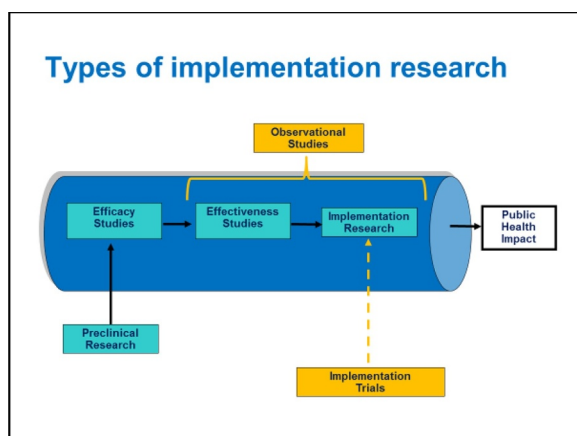 Types of implementation research
Observational
Studies
Efficacy
Studies
Effectiveness
Studies
Implementation
Research
Public
Health
Impact
Preclinical
Research
Implementation
Trials